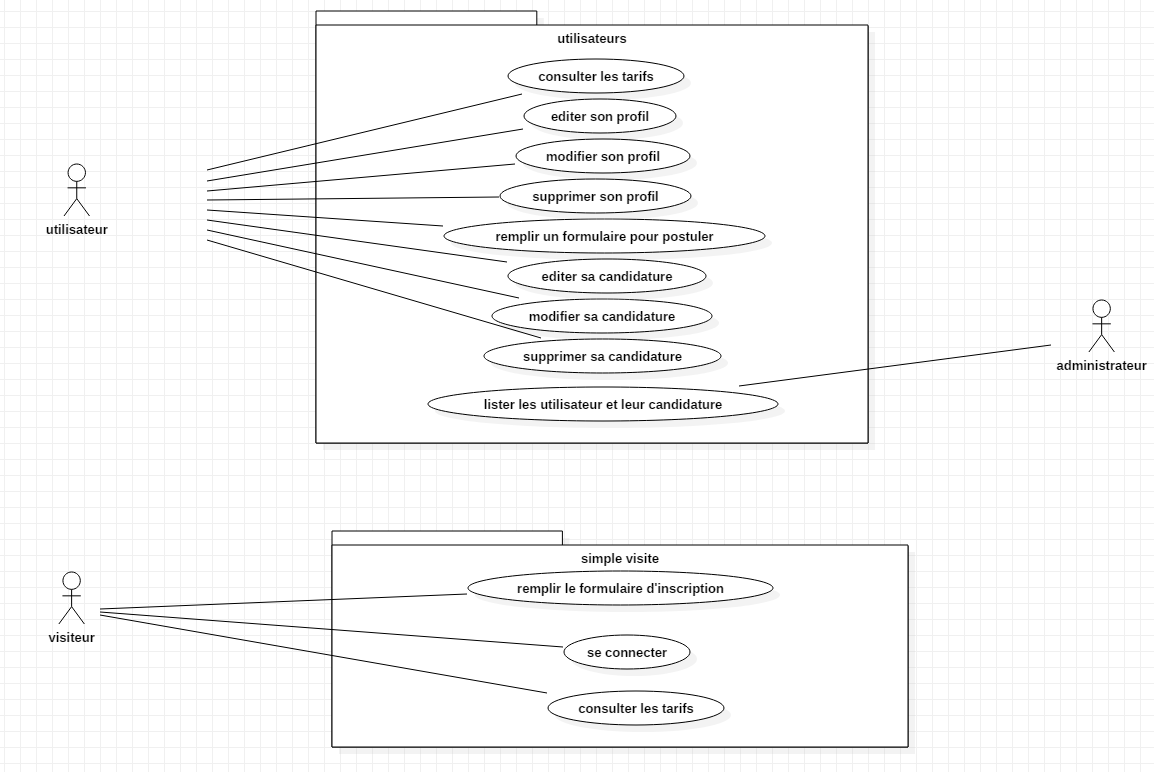 utilisateurs
consulter les tarifs
editer son profil
modifier son profil
supprimer son profil
utilisateur
remplir un formulaire pour postuler
editer sa candidature
modifier sa candidature
supprimer sa candidature
administrateur
lister les utilisateur et leur candidature
simple visite
remplir le formulaire d'inscription
visiteur
se connecter
consulter les tarifs